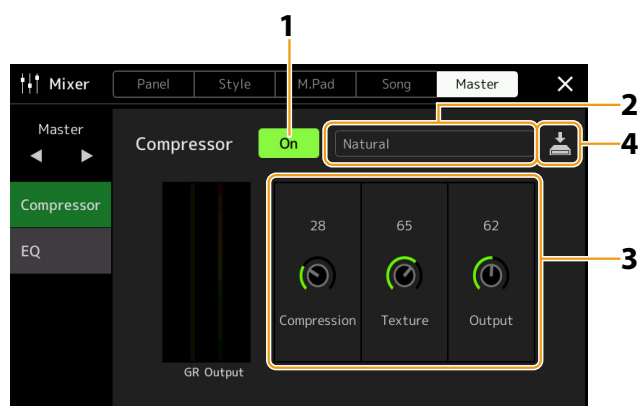 1
Mixer Panel Style M.Pad Song Master
2
Master
Compressor On Natural
4
Compressor
28 65 62
EQ
3
Compression Texture Output
GR Output